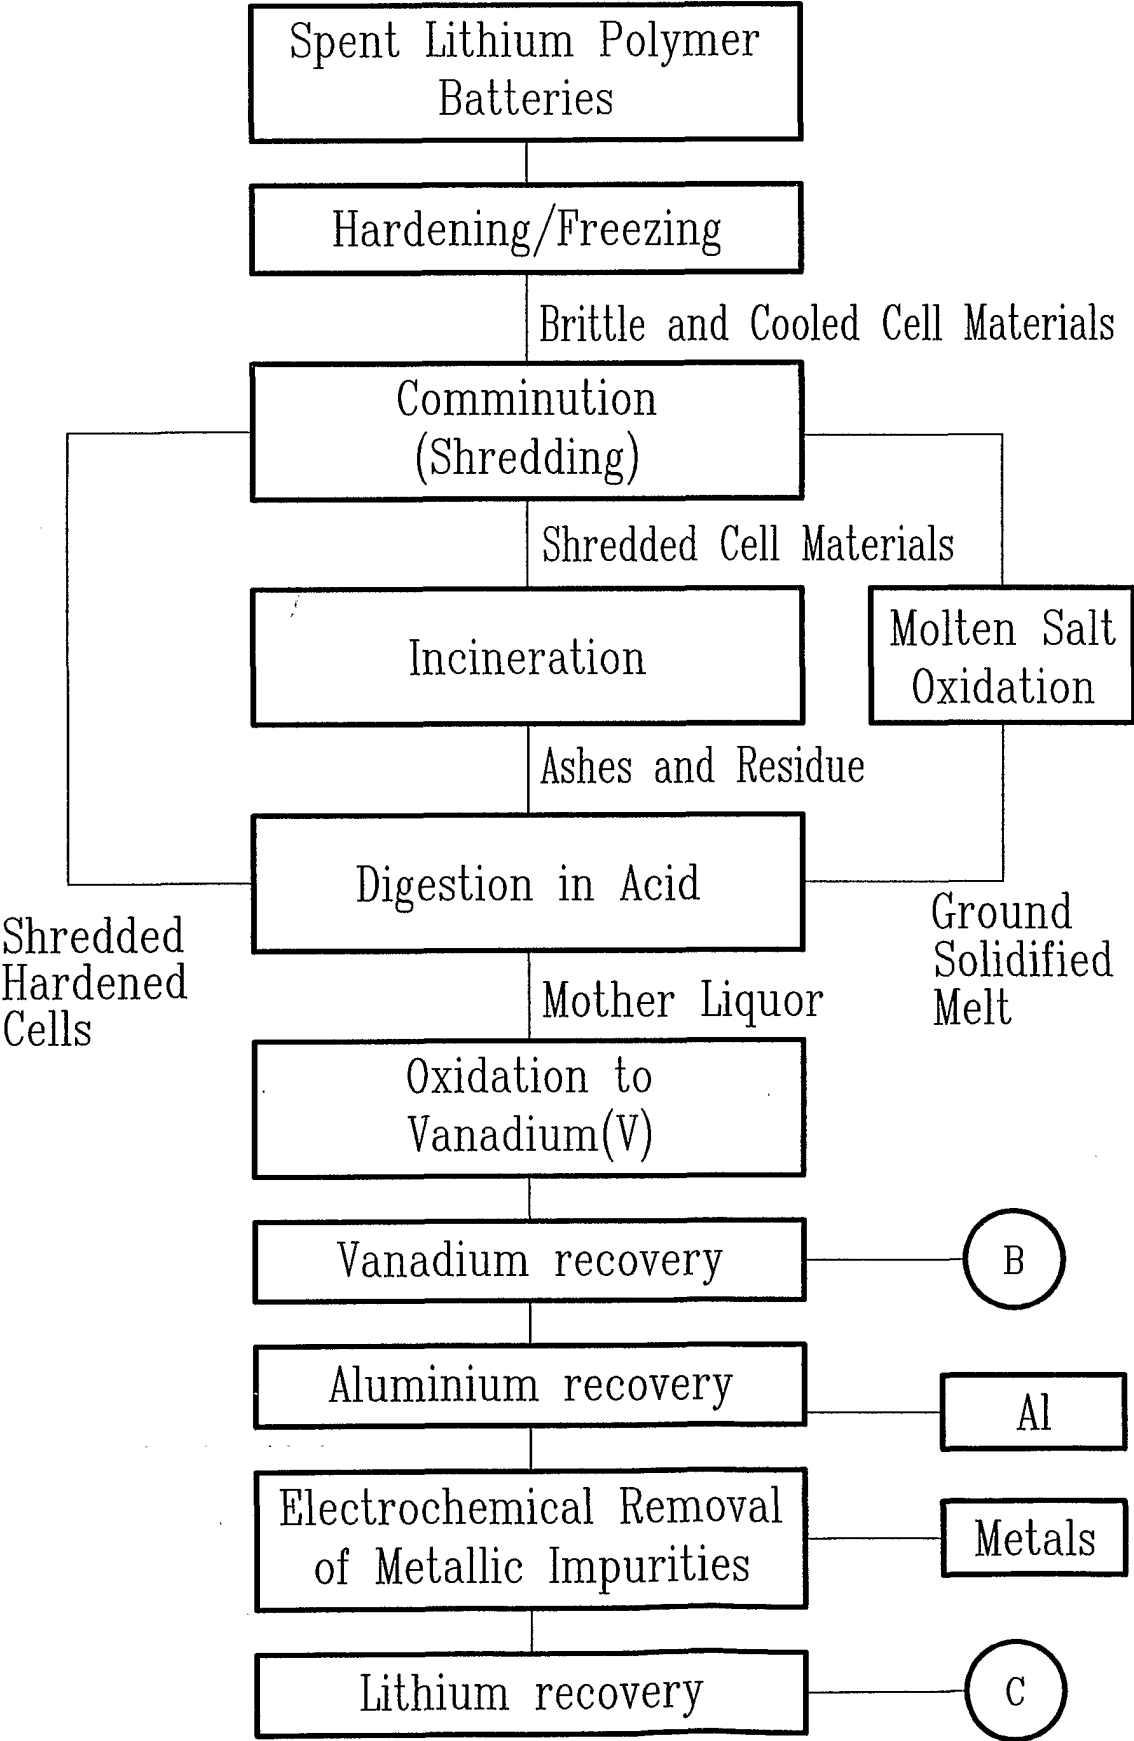 Spent Lithium Polymer
Batteries
Hardening/Freezing
Brittle and Cooled Cell Materials
Comminution
(Shredding)
Shredded Cell Materials
Incineration
Molten Salt
Oxidation
Ashes and Residue
Digestion in Acid
Shredded
Hardened
Cells
Ground
Solidified
Melt
Mother Liquor
Oxidation to
Vanadium(V)
Vanadium recovery
B
Aluminium recovery
Al
Electrochemical Removal
of Metallic Impurities
Metals
Lithium recovery
C